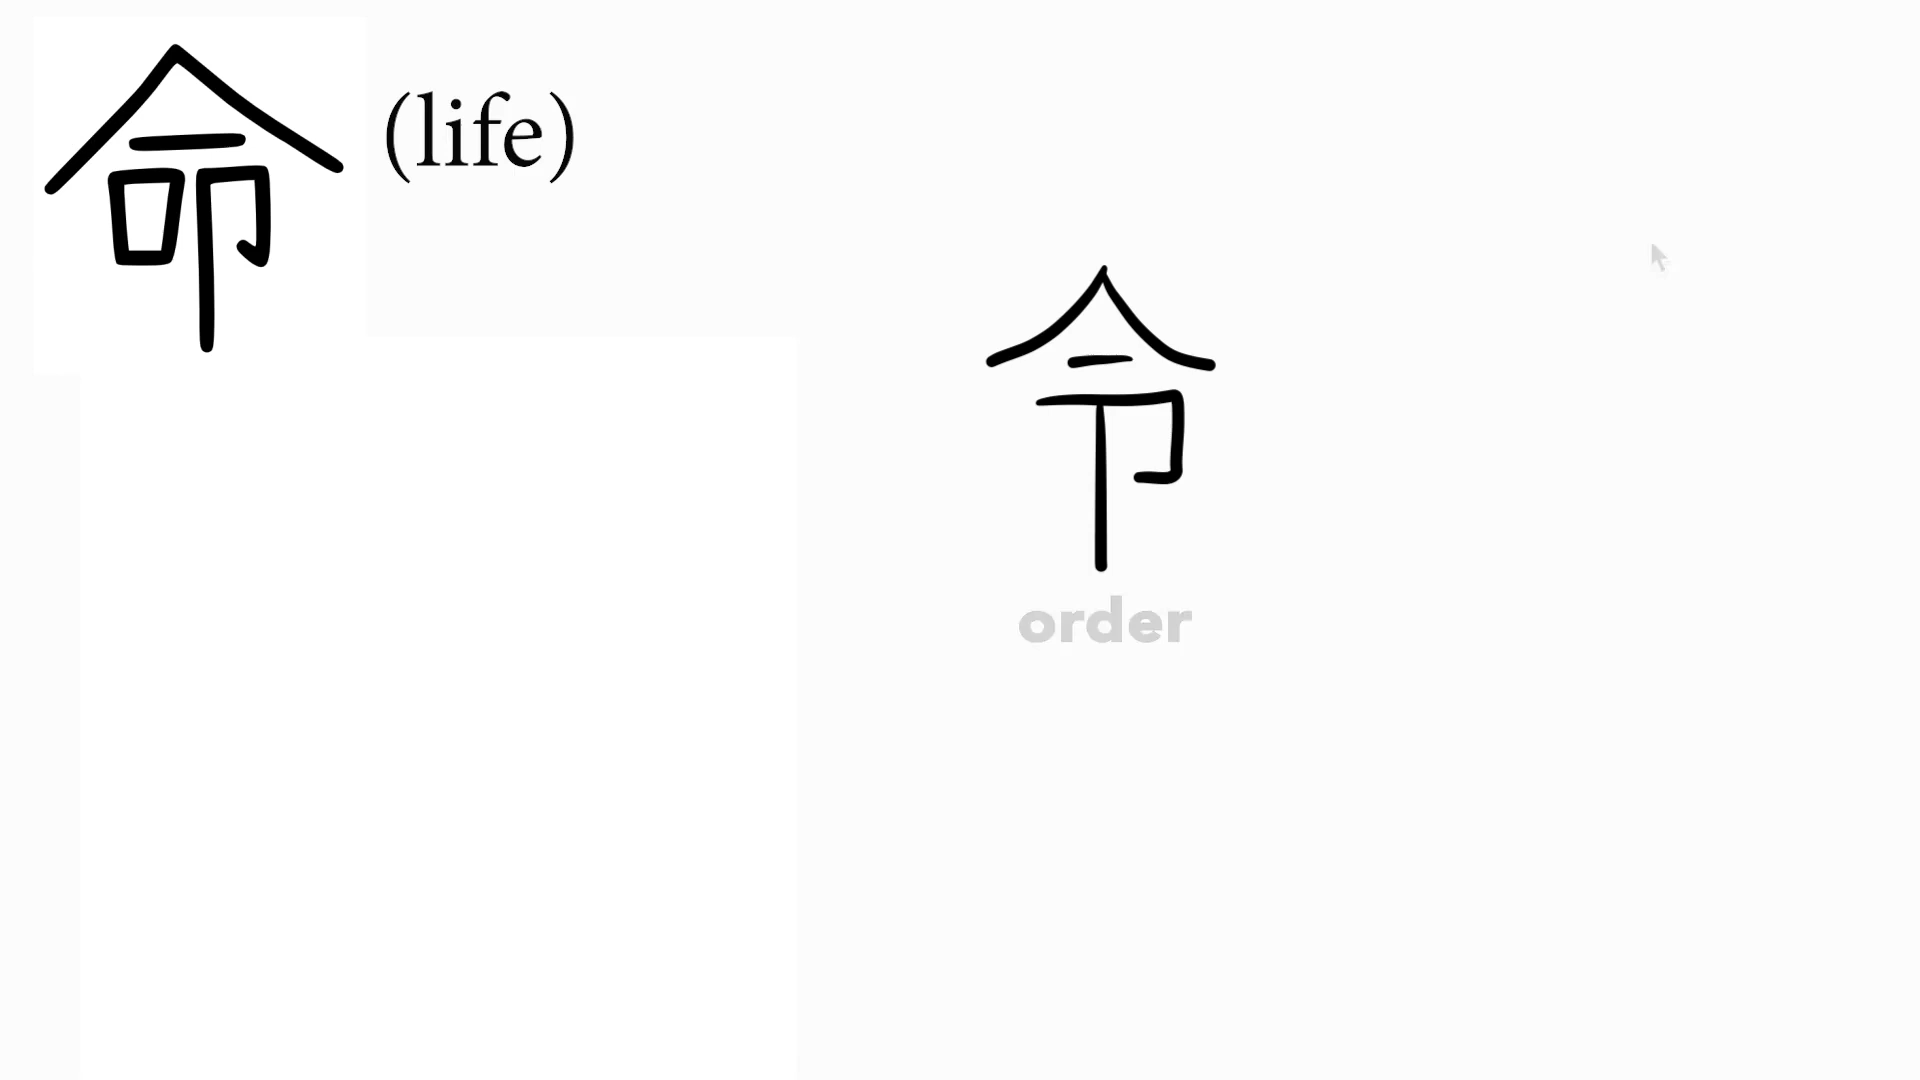 命 (life)
令
order